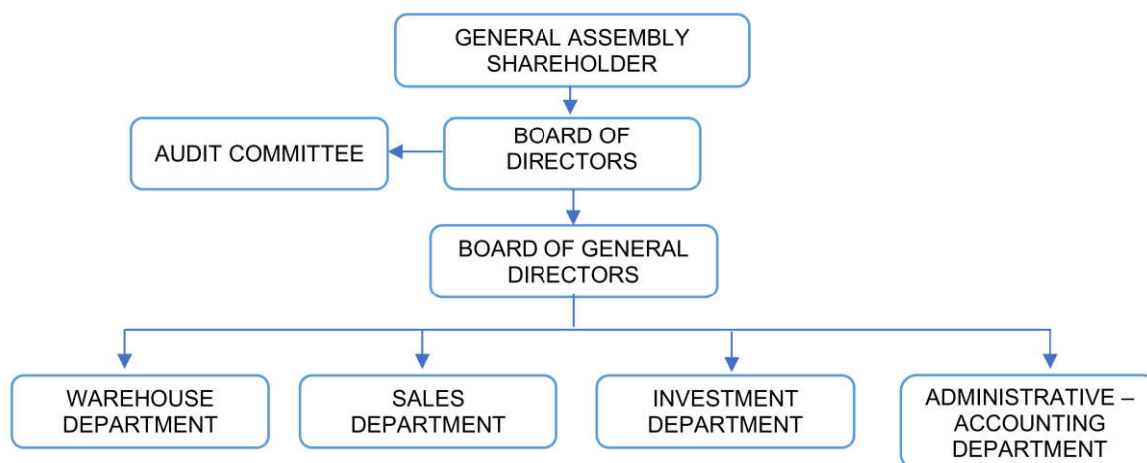 GENERAL ASSEMBLY
SHAREHOLDER
AUDIT COMMITTEE
BOARD OF
DIRECTORS
BOARD OF GENERAL
DIRECTORS
WAREHOUSE
DEPARTMENT
SALES
DEPARTMENT
INVESTMENT
DEPARTMENT
ADMINISTRATIVE –
ACCOUNTING
DEPARTMENT